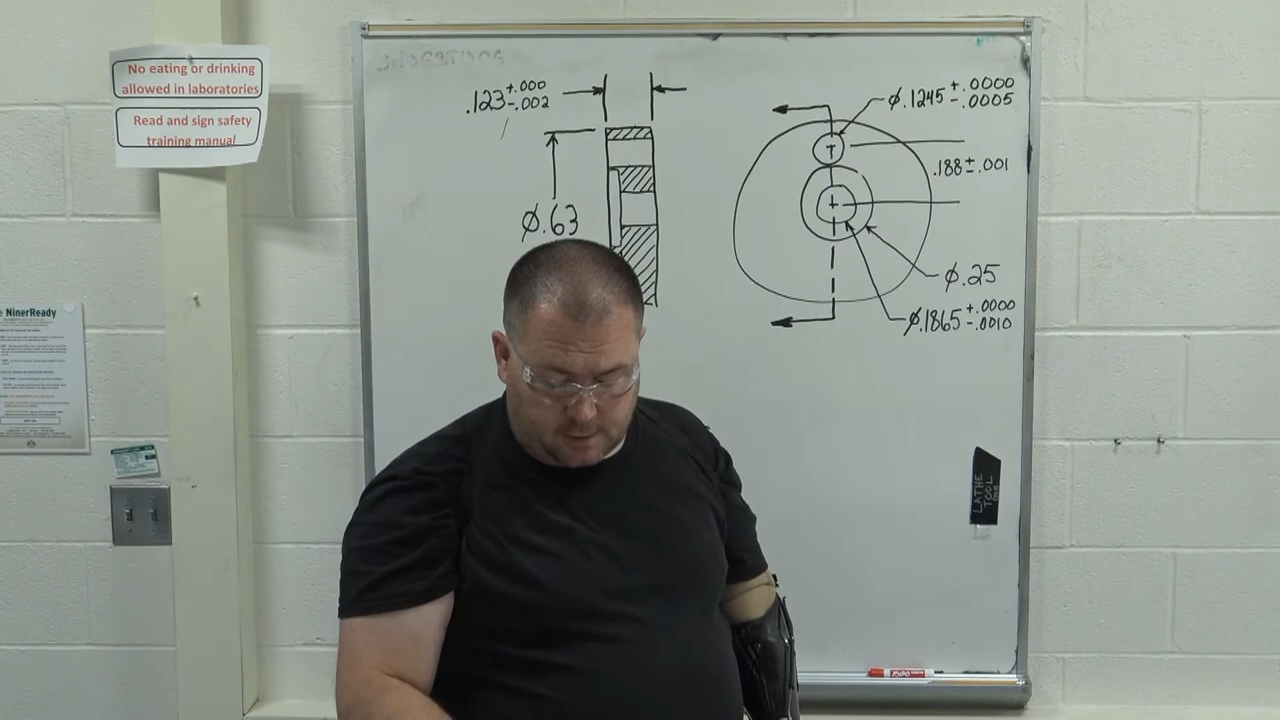 No eating or drinking
allowed in laboratories
Read and sign safety
training manual
NinerReady
.123 +.000
-.002
Ø.63
Ø.1245 +.0000
-.0005
.188±.001
Ø.25
Ø.1865 +.0000
-.0010
LATHE
TOOL
EXPO